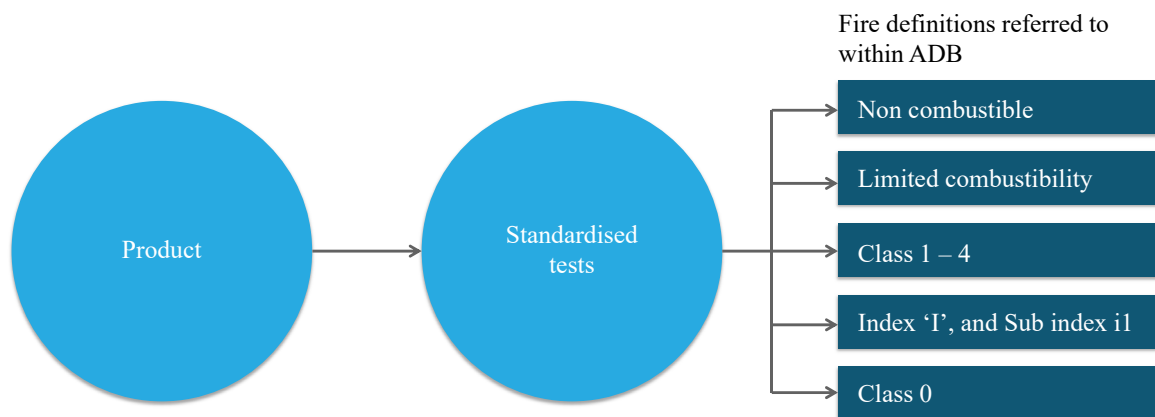 Fire definitions referred to
within ADB
Non combustible
Limited combustibility
Product
Standardised
tests
Class 1 – 4
Index ‘I’, and Sub index i1
Class 0